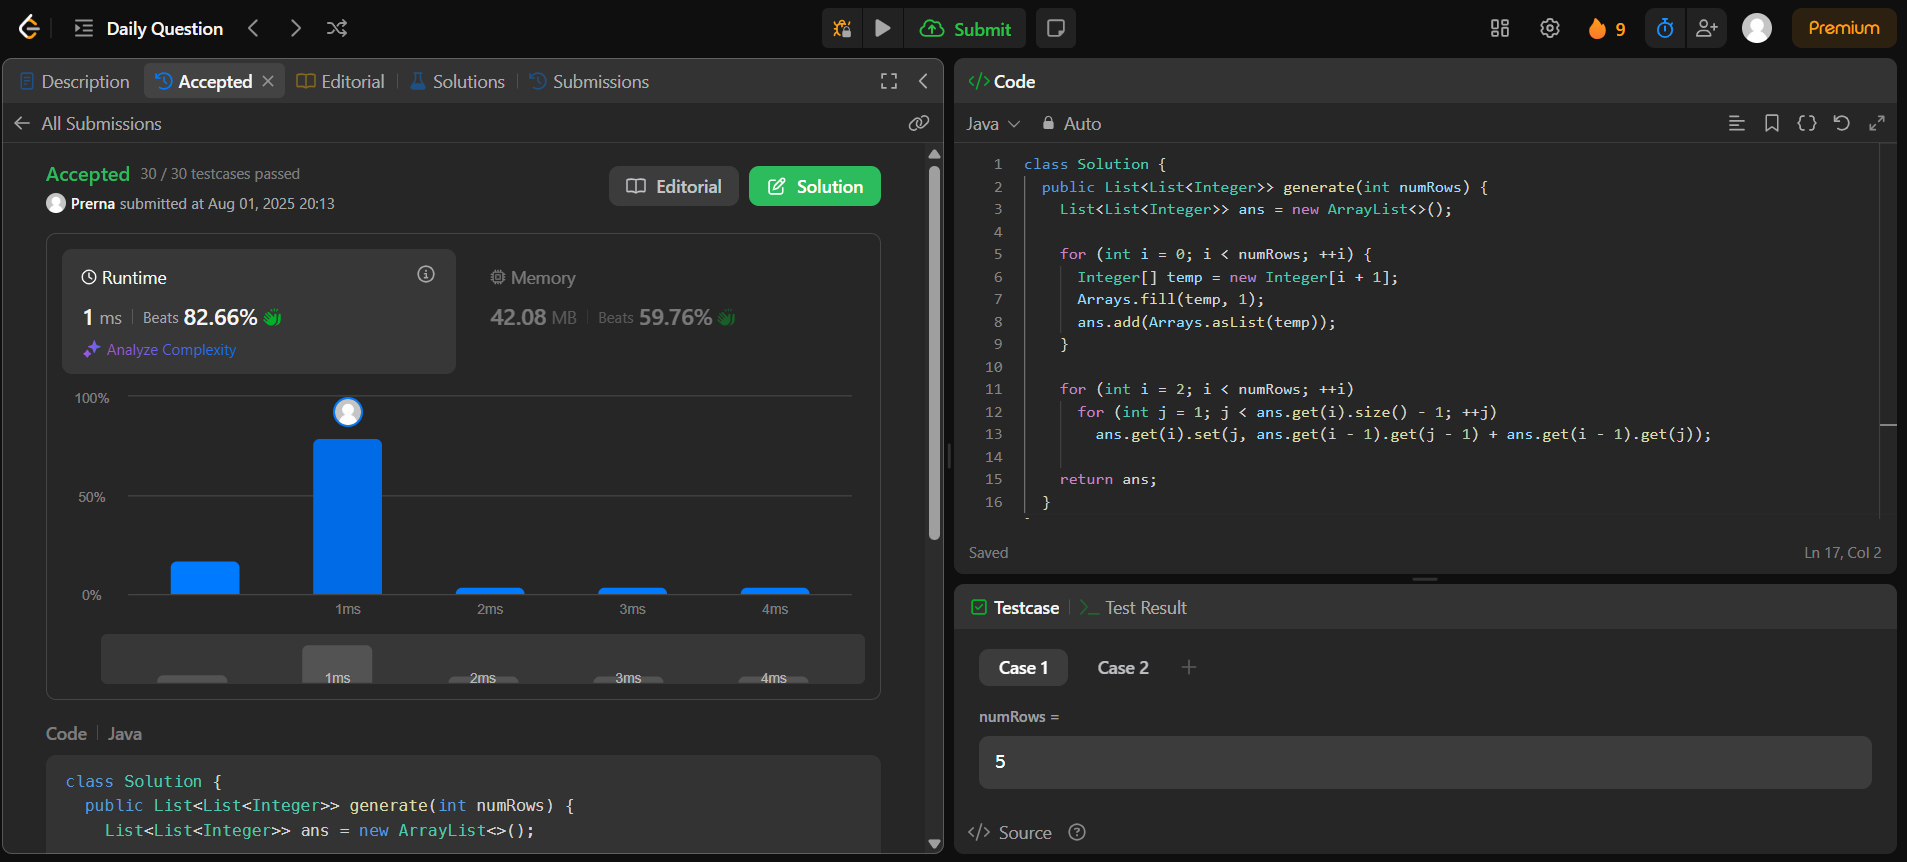 Daily Question
Submit
9
Premium
Description
Accepted
Editorial
Solutions
Submissions
All Submissions
Accepted 30 / 30 testcases passed
Prerna submitted at Aug 01, 2025 20:13
Editorial
Solution
Runtime
1 ms Beats 82.66%
Analyze Complexity
Memory
42.08 MB Beats 59.76%
100%
50%
0%
1ms 2ms 3ms 4ms
1ms 2ms 3ms 4ms
Code Java
class Solution {
public List<List<Integer>> generate(int numRows) {
List<List<Integer>> ans = new ArrayList<>();
</> Code
Java Auto
1 class Solution {
2 public List<List<Integer>> generate(int numRows) {
3 List<List<Integer>> ans = new ArrayList<>();
4
5 for (int i = 0; i < numRows; ++i) {
6 Integer[] temp = new Integer[i + 1];
7 Arrays.fill(temp, 1);
8 ans.add(Arrays.asList(temp));
9 }
10
11 for (int i = 2; i < numRows; ++i)
12 for (int j = 1; j < ans.get(i).size() - 1; ++j)
13 ans.get(i).set(j, ans.get(i - 1).get(j - 1) + ans.get(i - 1).get(j));
14
15 return ans;
16 }
Saved Ln 17, Col 2
Testcase
Test Result
Case 1 Case 2 +
numRows =
5
</> Source